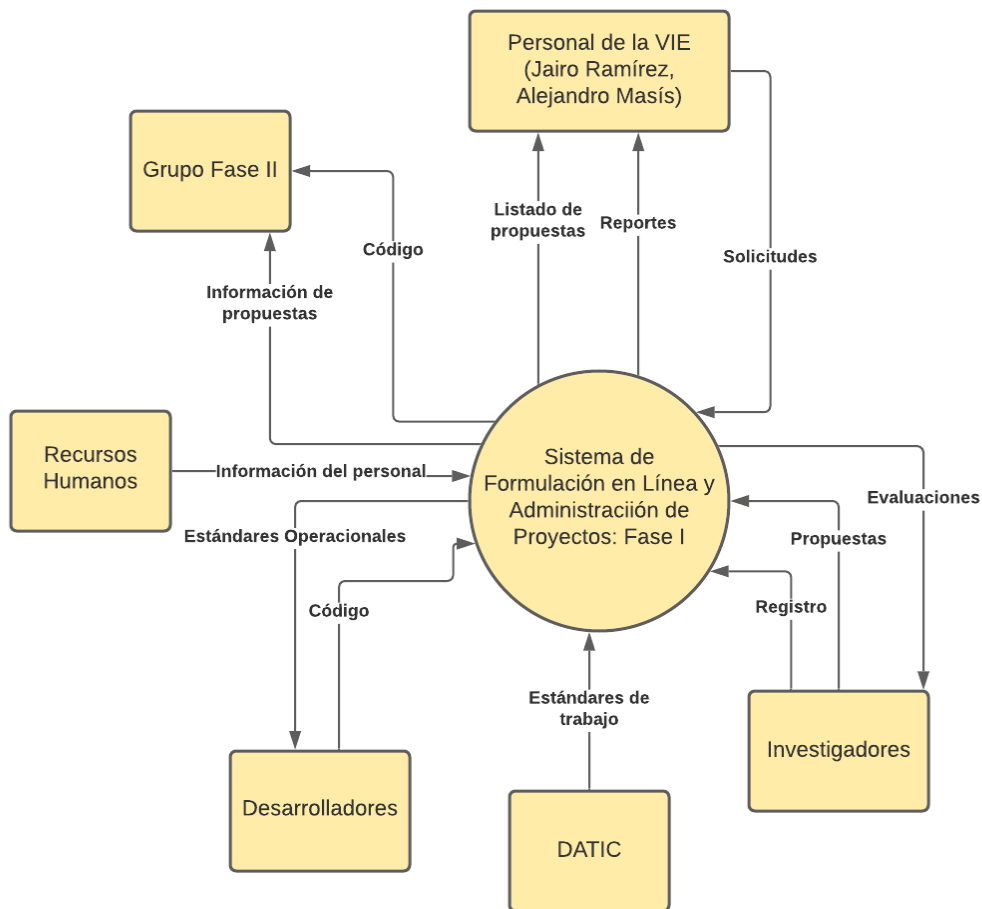 Personal de la VIE
(Jairo Ramírez,
Alejandro Masís)
Grupo Fase II
Listado de
propuestas
Reportes
Código
Solicitudes
Información de
propuestas
Recursos
Humanos
Información del personal
Sistema de
Formulación en Línea y
Administraciión de
Proyectos: Fase I
Evaluaciones
Estándares Operacionales
Propuestas
Código
Registro
Estándares de
trabajo
Investigadores
Desarrolladores
DATIC